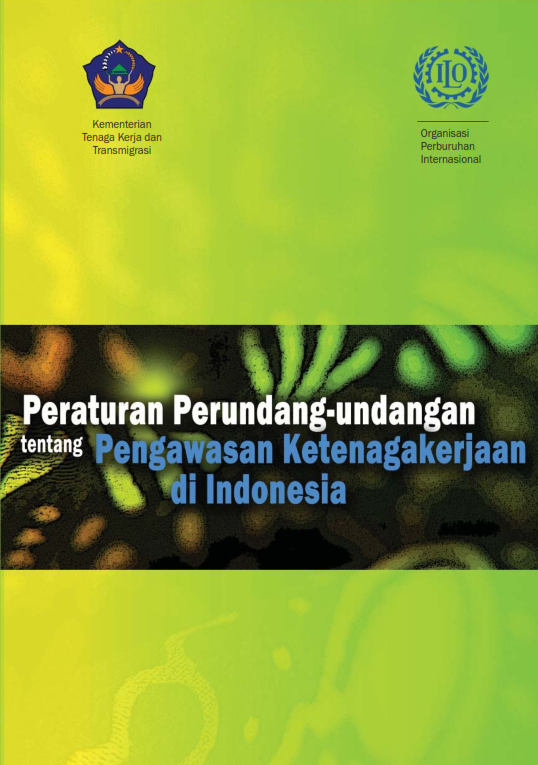 Kementerian
Tenaga Kerja dan
Transmigrasi
ILO
Organisasi
Perburuhan
Internasional
Peraturan Perundang-undangan
tentang Pengawasan Ketenagakerjaan
di Indonesia